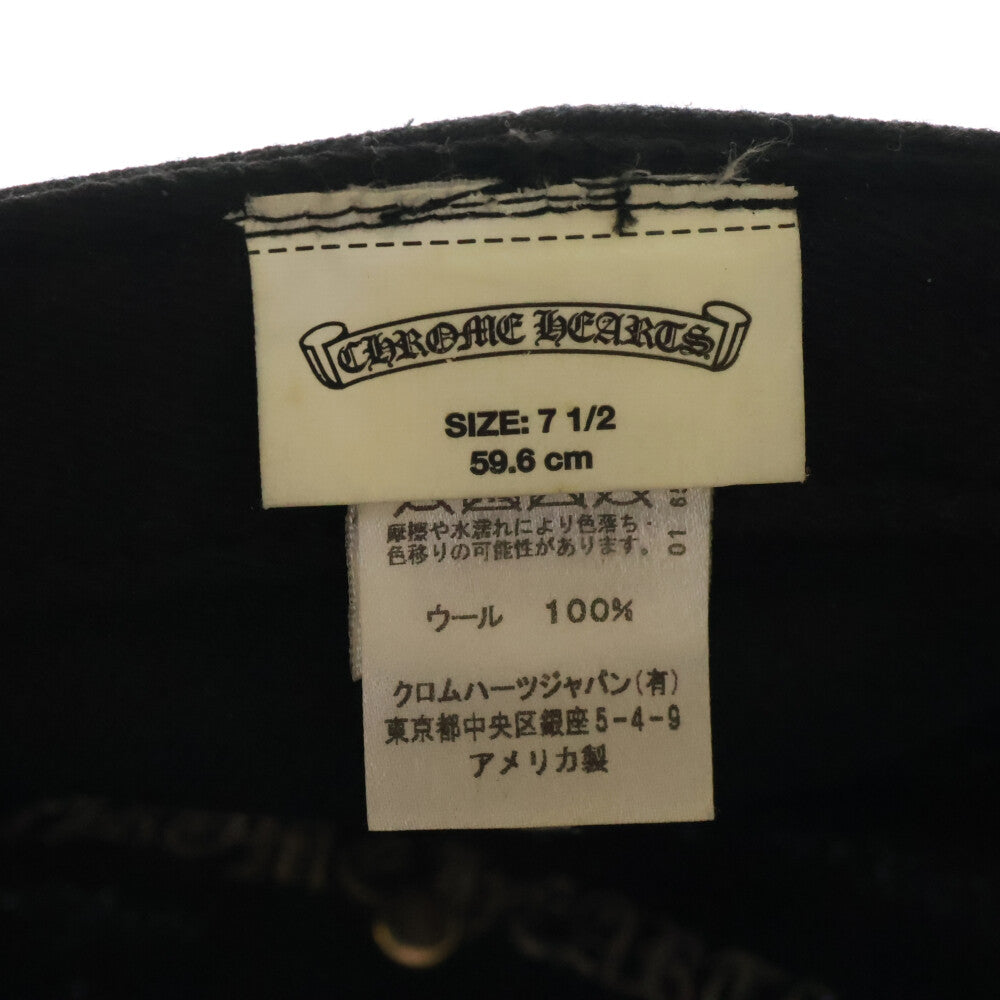 CHROME HEARTS
SIZE: 7 1/2
59.6 cm
摩擦や水濡れにより色落ち・
色移りの可能性があります。
01
ウール 100%
クロムハーツジャパン(有)
東京都中央区銀座5-4-9
アメリカ製